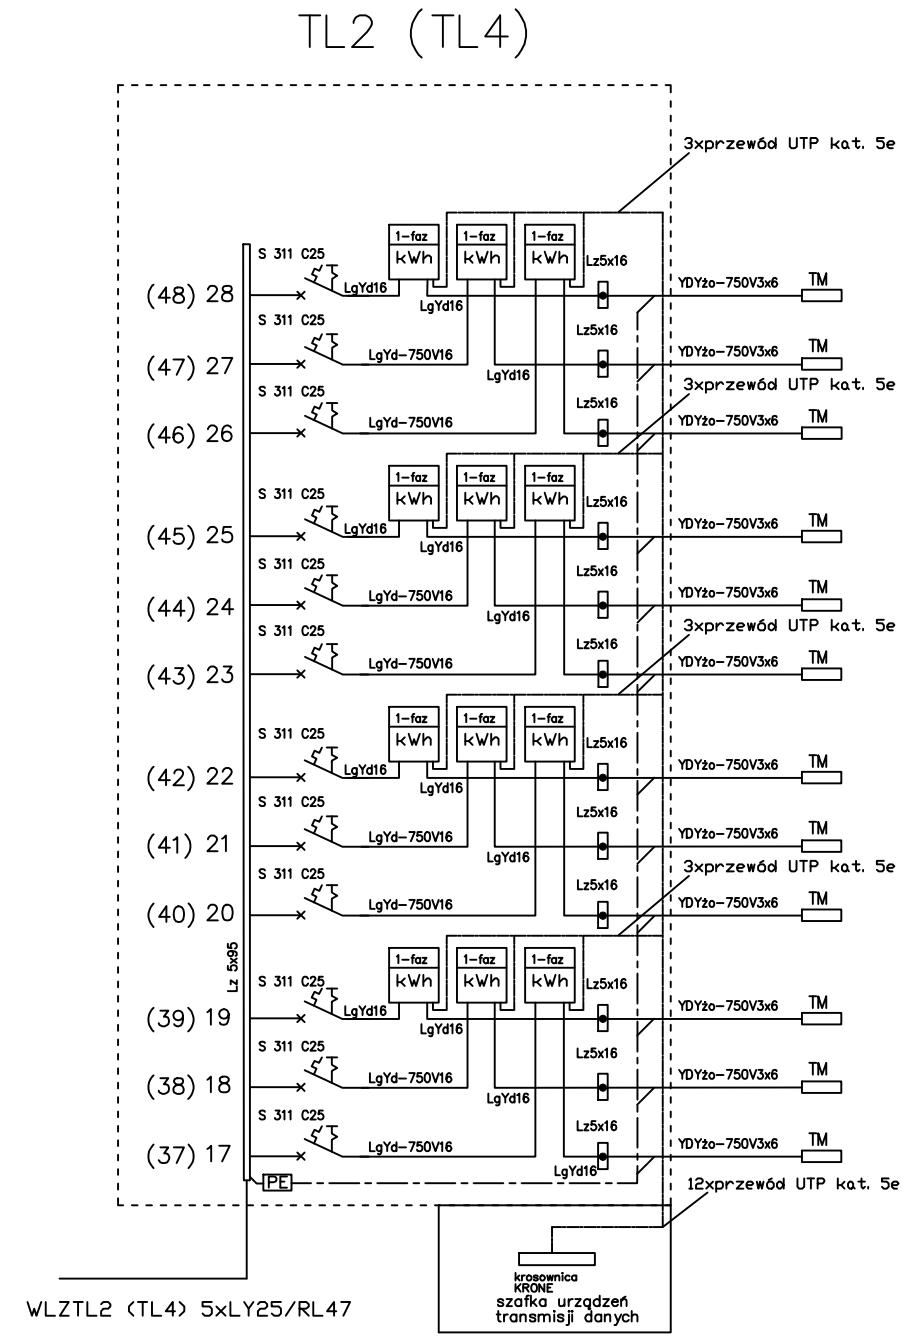 TL2 (TL4)
3xprzewód UTP kat. 5e
1-faz 1-faz 1-faz
kWh kWh kWh
S 311 C25
Lz5x16
(48) 28
LgYd16
LgYd16
YDYżo-750V3x6
TM
S 311 C25
Lz5x16
(47) 27
LgYd-750V16
LgYd16
YDYżo-750V3x6
TM
3xprzewód UTP kat. 5e
S 311 C25
Lz5x16
(46) 26
LgYd-750V16
YDYżo-750V3x6
TM
1-faz 1-faz 1-faz
kWh kWh kWh
S 311 C25
Lz5x16
(45) 25
LgYd16
LgYd16
YDYżo-750V3x6
TM
S 311 C25
Lz5x16
(44) 24
LgYd-750V16
LgYd16
YDYżo-750V3x6
TM
3xprzewód UTP kat. 5e
S 311 C25
Lz5x16
(43) 23
LgYd-750V16
YDYżo-750V3x6
TM
1-faz 1-faz 1-faz
kWh kWh kWh
S 311 C25
Lz5x16
(42) 22
LgYd16
LgYd16
YDYżo-750V3x6
TM
S 311 C25
Lz5x16
(41) 21
LgYd-750V16
LgYd16
YDYżo-750V3x6
TM
3xprzewód UTP kat. 5e
S 311 C25
Lz5x16
(40) 20
LgYd-750V16
YDYżo-750V3x6
TM
Lz 5x95
1-faz 1-faz 1-faz
kWh kWh kWh
S 311 C25
Lz5x16
(39) 19
LgYd16
LgYd16
YDYżo-750V3x6
TM
S 311 C25
Lz5x16
(38) 18
LgYd-750V16
LgYd16
YDYżo-750V3x6
TM
S 311 C25
Lz5x16
(37) 17
LgYd-750V16
LgYd16
YDYżo-750V3x6
TM
PE
12xprzewód UTP kat. 5e
krosownica
KRONE
szafka urządzeń
transmisji danych
WLZTL2 (TL4) 5xLY25/RL47